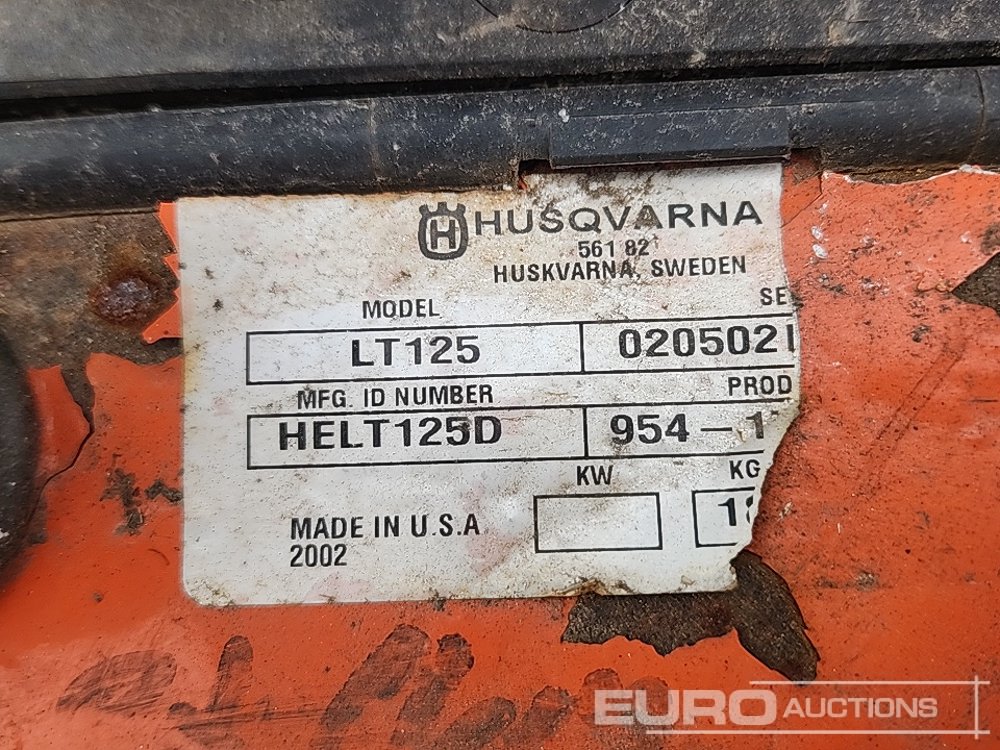 HUSQVARNA
561 82
HUSKVARNA, SWEDEN
MODEL SE
LT125 020502
MFG. ID NUMBER PROD
HELT125D 954-1
KW KG
MADE IN U.S.A
2002
EURO AUCTIONS